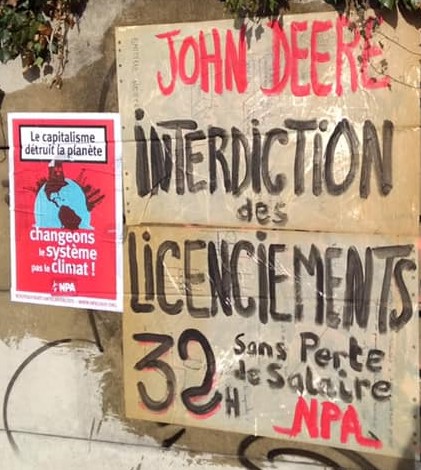 JOHN DEERE
INTERDICTION
des
LICENCIEMENTS
32H
Sans Perte
de Salaire
NPA
Le capitalisme
détruit la planète
changeons
le système
pas le climat !
NPA